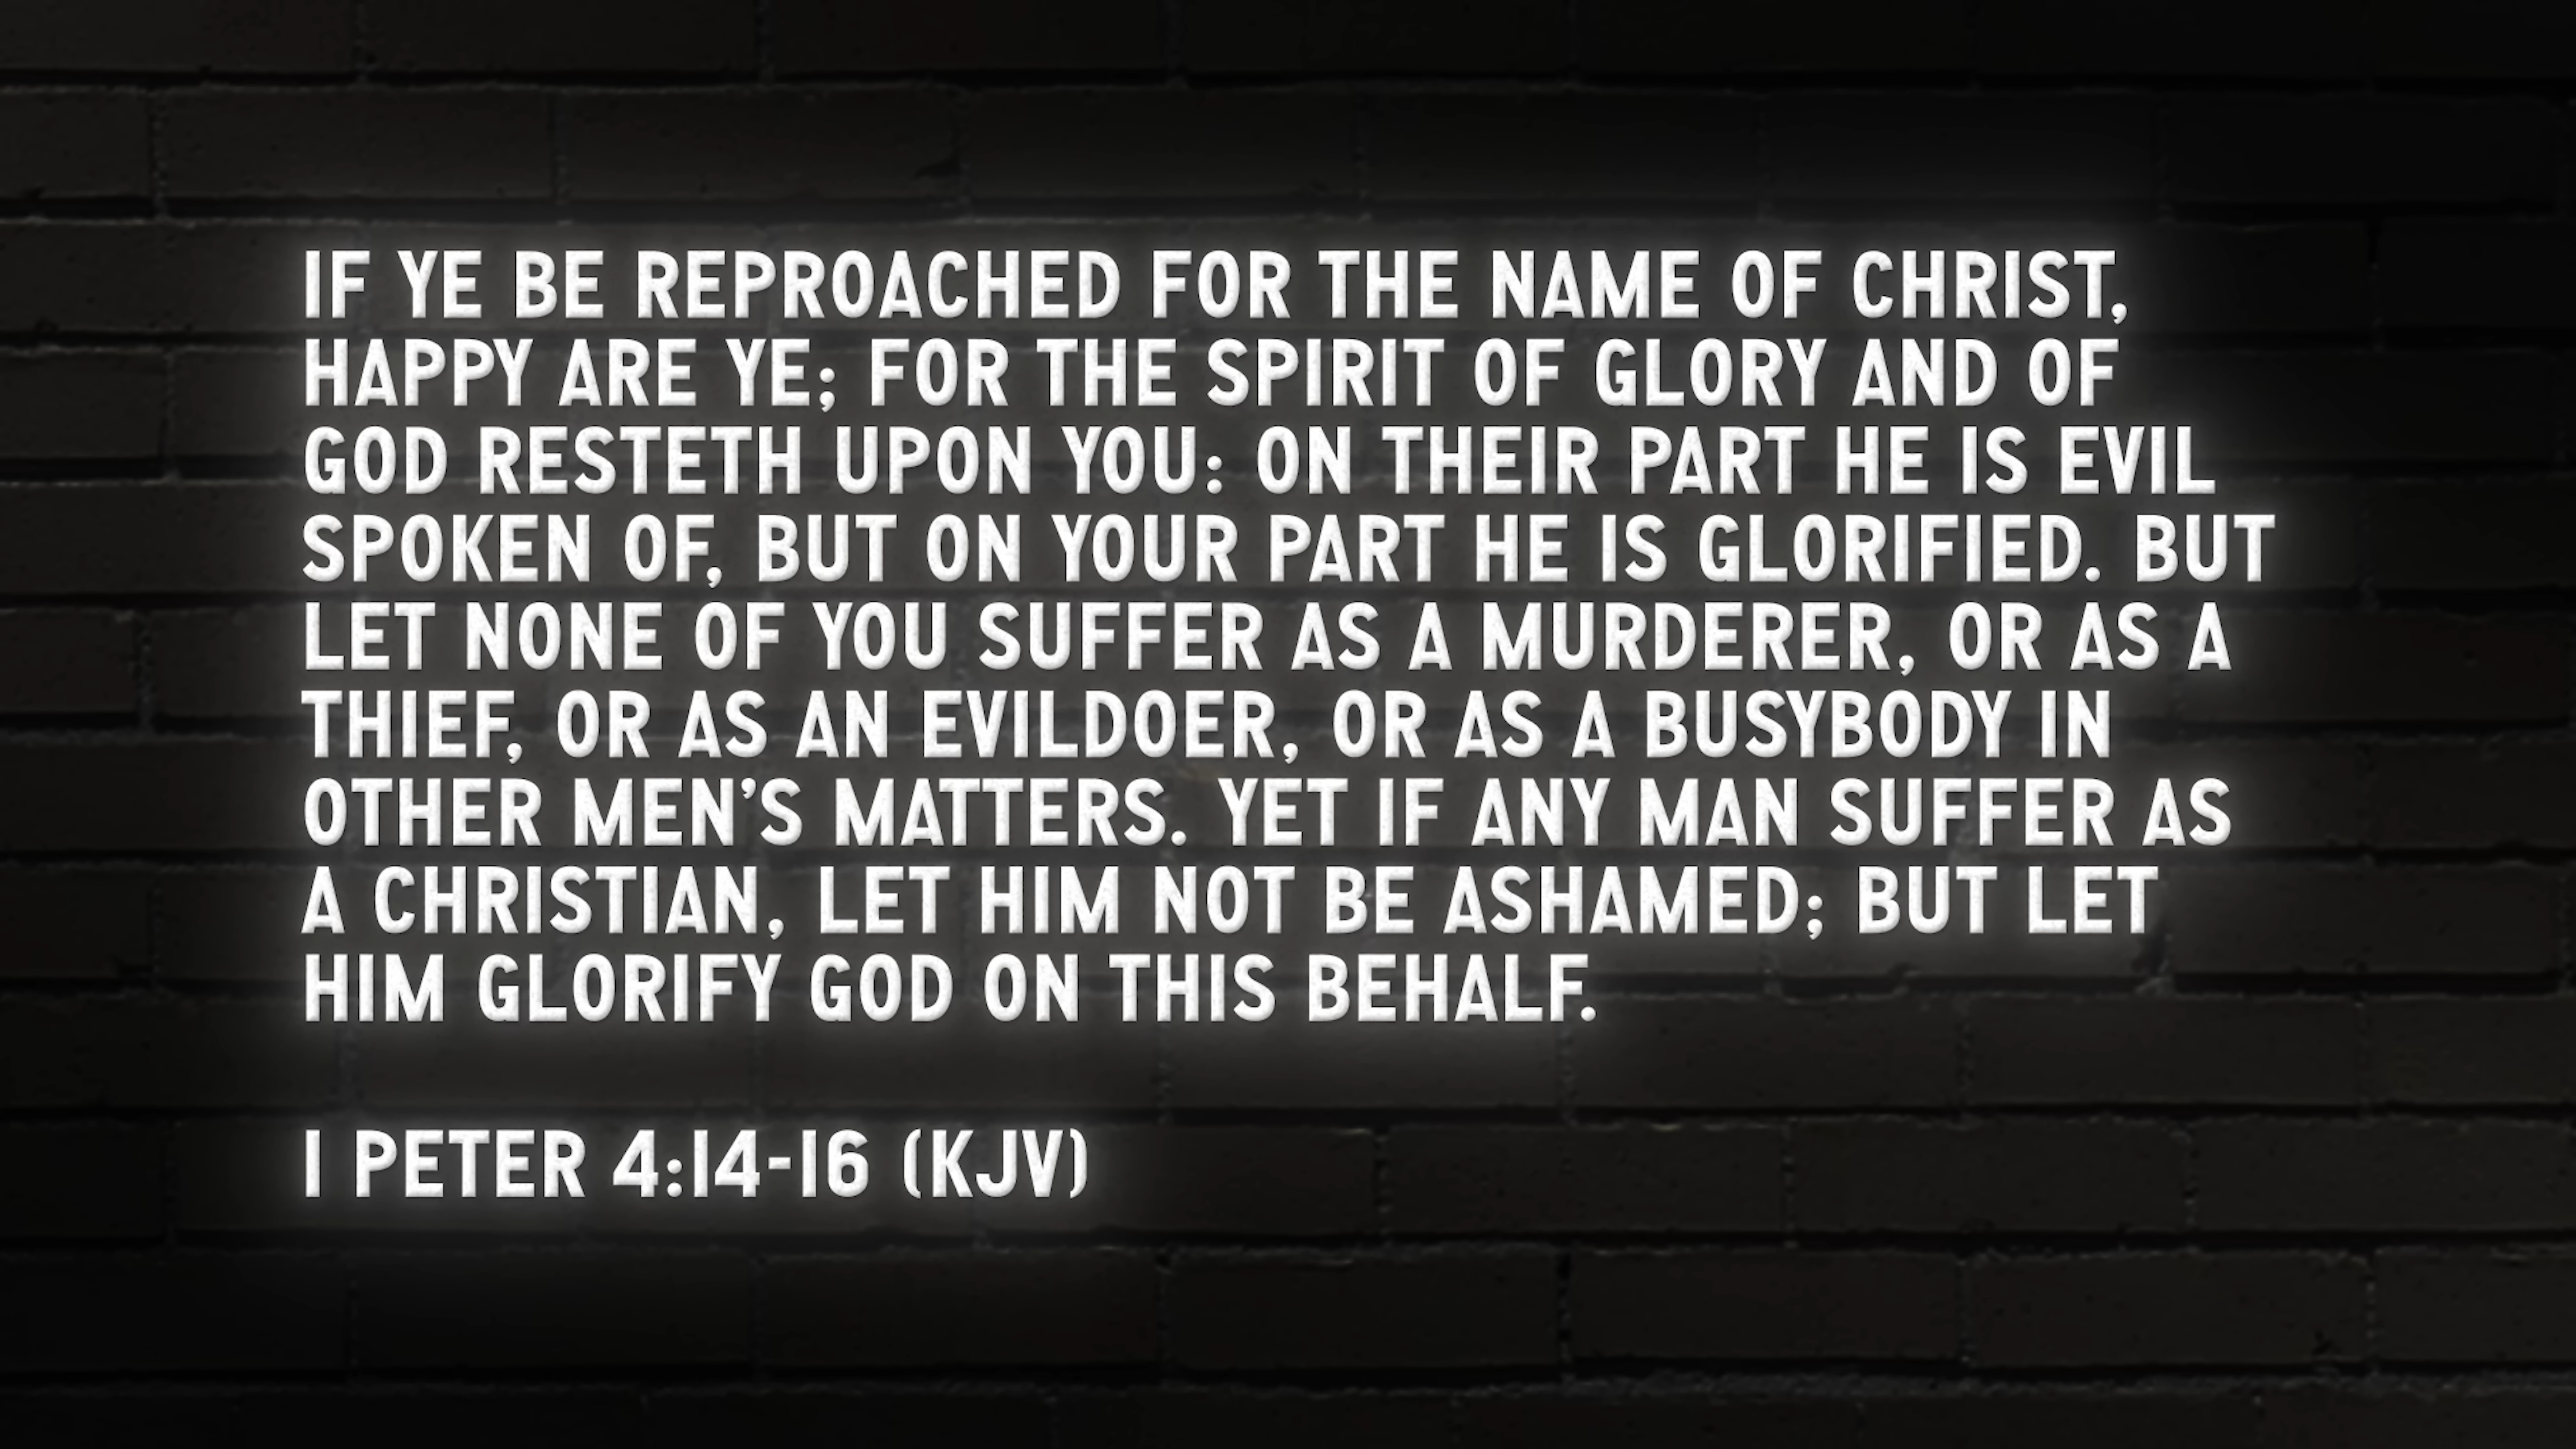 IF YE BE REPROACHED FOR THE NAME OF CHRIST,
HAPPY ARE YE; FOR THE SPIRIT OF GLORY AND OF
GOD RESTETH UPON YOU: ON THEIR PART HE IS EVIL
SPOKEN OF, BUT ON YOUR PART HE IS GLORIFIED. BUT
LET NONE OF YOU SUFFER AS A MURDERER, OR AS A
THIEF, OR AS AN EVILDOER, OR AS A BUSYBODY IN
OTHER MEN’S MATTERS. YET IF ANY MAN SUFFER AS
A CHRISTIAN, LET HIM NOT BE ASHAMED; BUT LET
HIM GLORIFY GOD ON THIS BEHALF.
I PETER 4:14-16 (KJV)